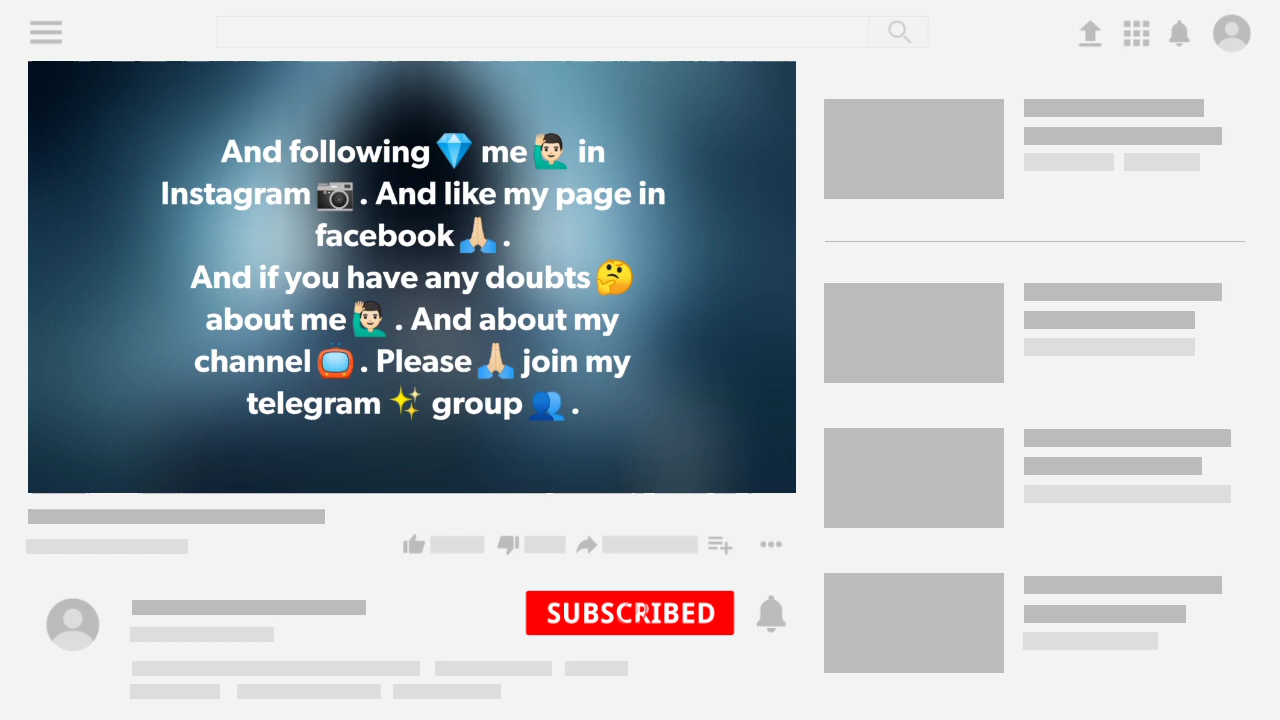 And following 💎 me 🙋🏻‍♂️ in
Instagram 📷 . And like my page in
facebook 🙏🏻 .
And if you have any doubts 🤔
about me 🙋🏻‍♂️ . And about my
channel 📺 . Please 🙏🏻 join my
telegram ✨ group 👥 .
SUBSCRIBED